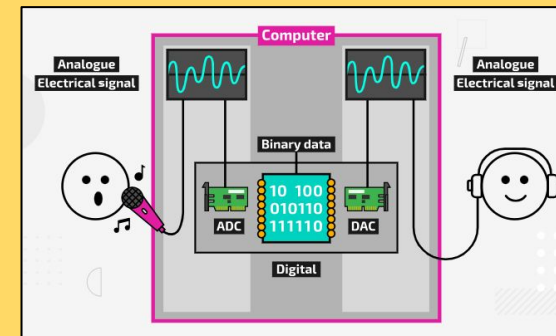 Computer
Analogue
Electrical signal
Analogue
Electrical signal
Binary data
10 100
010110
111110
ADC
DAC
Digital